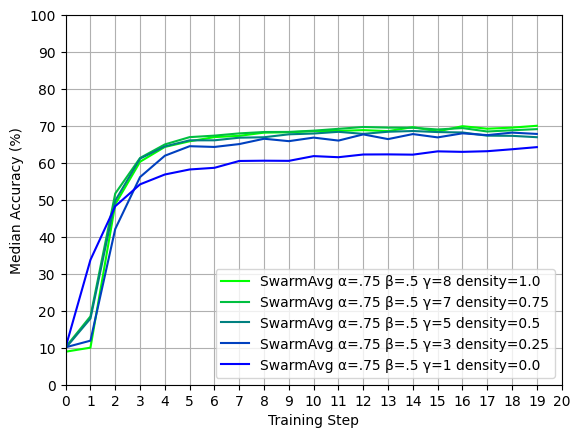 100
90
80
70
60
50
40
30
20
10
0
Median Accuracy (%)
SwarmAvg α=.75 β=.5 γ=8 density=1.0
SwarmAvg α=.75 β=.5 γ=7 density=0.75
SwarmAvg α=.75 β=.5 γ=5 density=0.5
SwarmAvg α=.75 β=.5 γ=3 density=0.25
SwarmAvg α=.75 β=.5 γ=1 density=0.0
0 1 2 3 4 5 6 7 8 9 10 11 12 13 14 15 16 17 18 19 20
Training Step